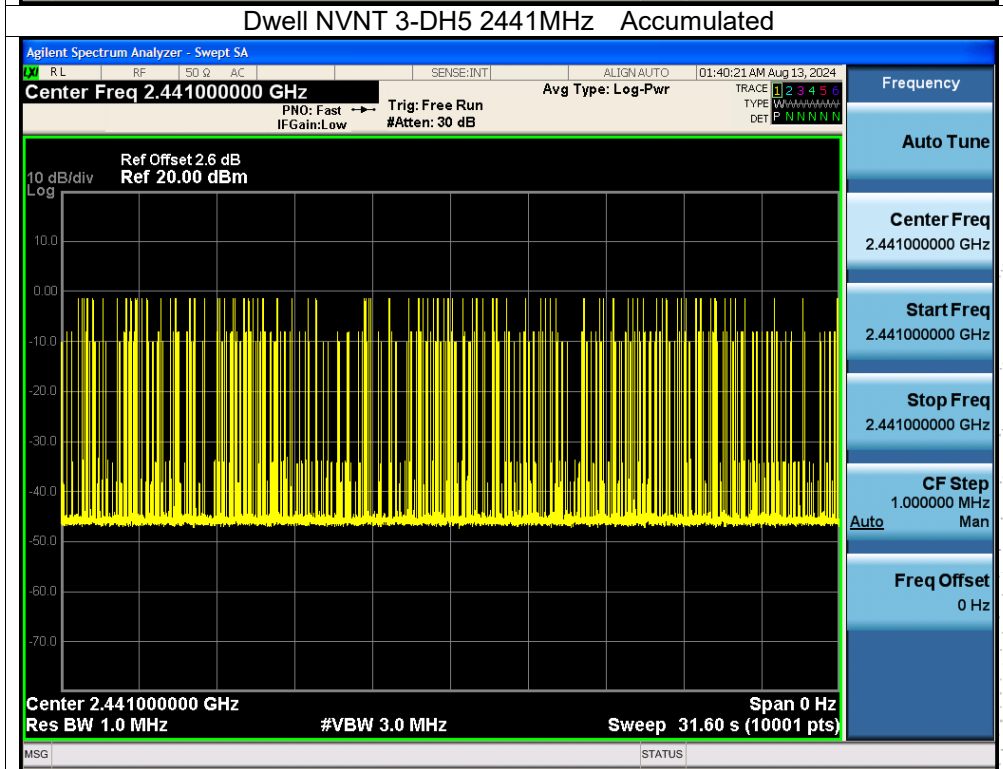 Dwell NVNT 3-DH5 2441MHz Accumulated
Agilent Spectrum Analyzer - Swept SA
LXI RL RF 50 Ω AC SENSE:INT ALIGNAUTO 01:40:21 AM Aug 13, 2024
Center Freq 2.441000000 GHz
PNO: Fast
IFGain:Low
Trig: Free Run
#Atten: 30 dB
Avg Type: Log-Pwr
TRACE 1 2 3 4 5 6
TYPE WWWWWW
DET P N N N N N
Ref Offset 2.6 dB
10 dB/div Ref 20.00 dBm
Log
10.0
0.00
-10.0
-20.0
-30.0
-40.0
-50.0
-60.0
-70.0
Center 2.441000000 GHz Span 0 Hz
Res BW 1.0 MHz #VBW 3.0 MHz Sweep 31.60 s (10001 pts)
MSG STATUS
Frequency
Auto Tune
Center Freq
2.441000000 GHz
Start Freq
2.441000000 GHz
Stop Freq
2.441000000 GHz
CF Step
1.000000 MHz
Auto Man
Freq Offset
0 Hz